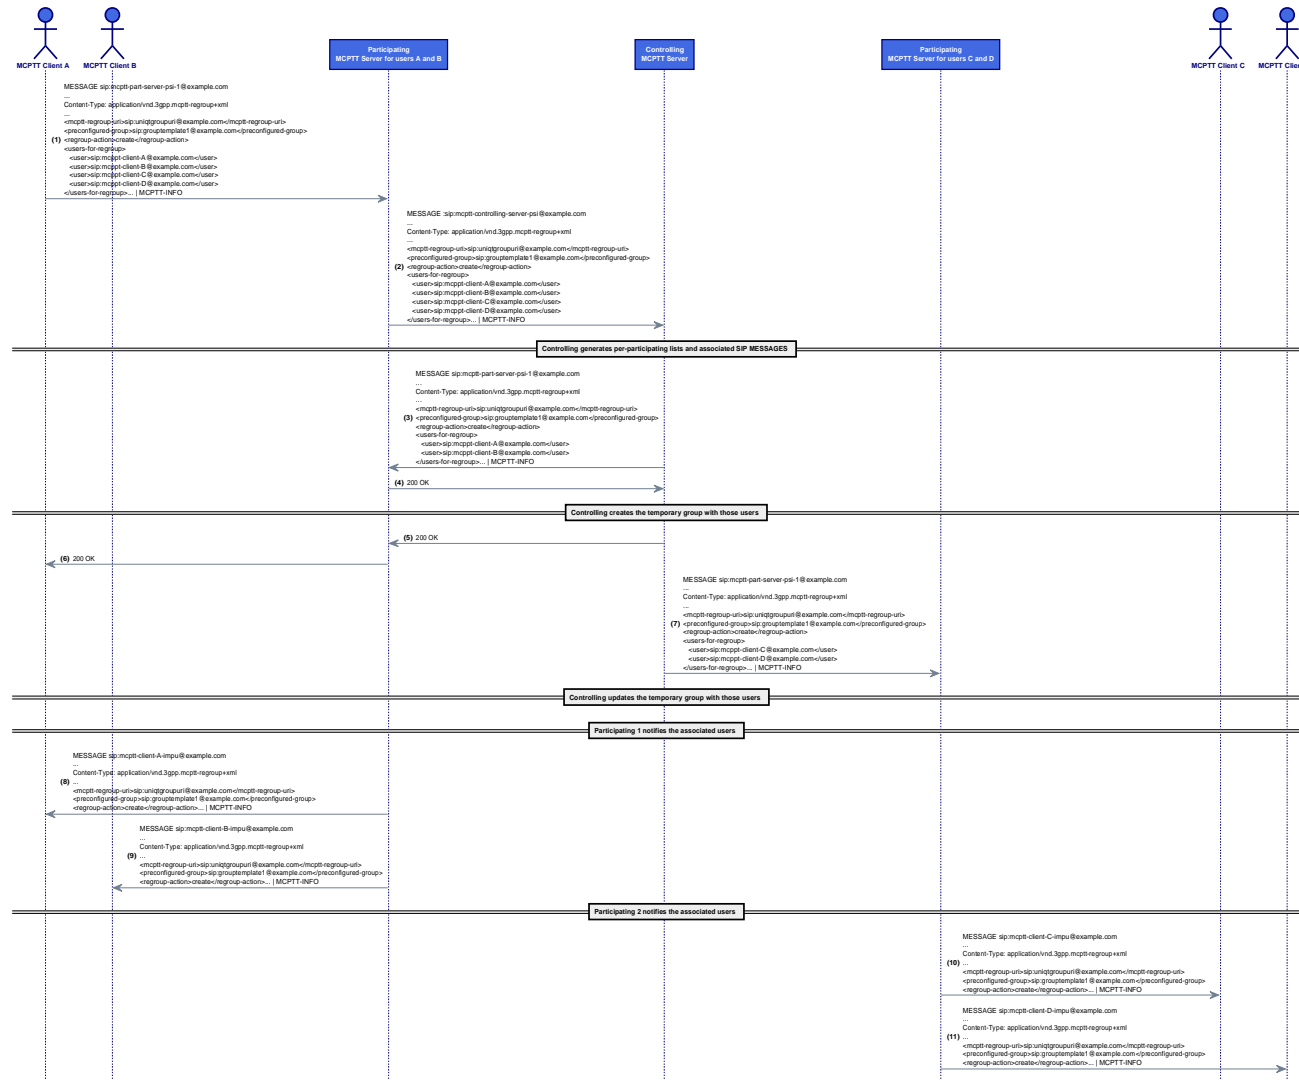 MCPTT Client A
MCPTT Client B
Participating
MCPTT Server for users A and B
Controlling
MCPTT Server
Participating
MCPTT Server for users C and D
MCPTT Client C
MCPTT Clie
MESSAGE sip:mcptt-part-server-psi-1@example.com
...
Content-Type: application/vnd.3gpp.mcptt-regroup+xml
...
<mcptt-regroup-uri>sip:uniqtgroupuri@example.com</mcptt-regroup-uri>
<preconfigured-group>sip:grouptemplate1@example.com</preconfigured-group>
(1) <regroup-action>create</regroup-action>
<users-for-regroup>
<user>sip:mcppt-client-A@example.com</user>
<user>sip:mcppt-client-B@example.com</user>
<user>sip:mcppt-client-C@example.com</user>
<user>sip:mcppt-client-D@example.com</user>
</users-for-regroup>... | MCPTT-INFO
MESSAGE :sip:mcptt-controlling-server-psi@example.com
...
Content-Type: application/vnd.3gpp.mcptt-regroup+xml
...
<mcptt-regroup-uri>sip:uniqtgroupuri@example.com</mcptt-regroup-uri>
<preconfigured-group>sip:grouptemplate1@example.com</preconfigured-group>
(2) <regroup-action>create</regroup-action>
<users-for-regroup>
<user>sip:mcppt-client-A@example.com</user>
<user>sip:mcppt-client-B@example.com</user>
<user>sip:mcppt-client-C@example.com</user>
<user>sip:mcppt-client-D@example.com</user>
</users-for-regroup>... | MCPTT-INFO
Controlling generates per-participating lists and associated SIP MESSAGES
MESSAGE sip:mcptt-part-server-psi-1@example.com
...
Content-Type: application/vnd.3gpp.mcptt-regroup+xml
...
<mcptt-regroup-uri>sip:uniqtgroupuri@example.com</mcptt-regroup-uri>
(3) <preconfigured-group>sip:grouptemplate1@example.com</preconfigured-group>
<regroup-action>create</regroup-action>
<users-for-regroup>
<user>sip:mcppt-client-A@example.com</user>
<user>sip:mcppt-client-B@example.com</user>
</users-for-regroup>... | MCPTT-INFO
(4) 200 OK
Controlling creates the temporary group with those users
(5) 200 OK
(6) 200 OK
MESSAGE sip:mcptt-part-server-psi-1@example.com
...
Content-Type: application/vnd.3gpp.mcptt-regroup+xml
...
<mcptt-regroup-uri>sip:uniqtgroupuri@example.com</mcptt-regroup-uri>
(7) <preconfigured-group>sip:grouptemplate1@example.com</preconfigured-group>
<regroup-action>create</regroup-action>
<users-for-regroup>
<user>sip:mcppt-client-C@example.com</user>
<user>sip:mcppt-client-D@example.com</user>
</users-for-regroup>... | MCPTT-INFO
Controlling updates the temporary group with those users
Participating 1 notifies the associated users
MESSAGE sip:mcptt-client-A-impu@example.com
...
Content-Type: application/vnd.3gpp.mcptt-regroup+xml
(8) ...
<mcptt-regroup-uri>sip:uniqtgroupuri@example.com</mcptt-regroup-uri>
<preconfigured-group>sip:grouptemplate1@example.com</preconfigured-group>
<regroup-action>create</regroup-action>... | MCPTT-INFO
MESSAGE sip:mcptt-client-B-impu@example.com
...
Content-Type: application/vnd.3gpp.mcptt-regroup+xml
(9) ...
<mcptt-regroup-uri>sip:uniqtgroupuri@example.com</mcptt-regroup-uri>
<preconfigured-group>sip:grouptemplate1@example.com</preconfigured-group>
<regroup-action>create</regroup-action>... | MCPTT-INFO
Participating 2 notifies the associated users
MESSAGE sip:mcptt-client-C-impu@example.com
...
Content-Type: application/vnd.3gpp.mcptt-regroup+xml
(10) ...
<mcptt-regroup-uri>sip:uniqtgroupuri@example.com</mcptt-regroup-uri>
<preconfigured-group>sip:grouptemplate1@example.com</preconfigured-group>
<regroup-action>create</regroup-action>... | MCPTT-INFO
MESSAGE sip:mcptt-client-D-impu@example.com
...
Content-Type: application/vnd.3gpp.mcptt-regroup+xml
(11) ...
<mcptt-regroup-uri>sip:uniqtgroupuri@example.com</mcptt-regroup-uri>
<preconfigured-group>sip:grouptemplate1@example.com</preconfigured-group>
<regroup-action>create</regroup-action>... | MCPTT-INFO